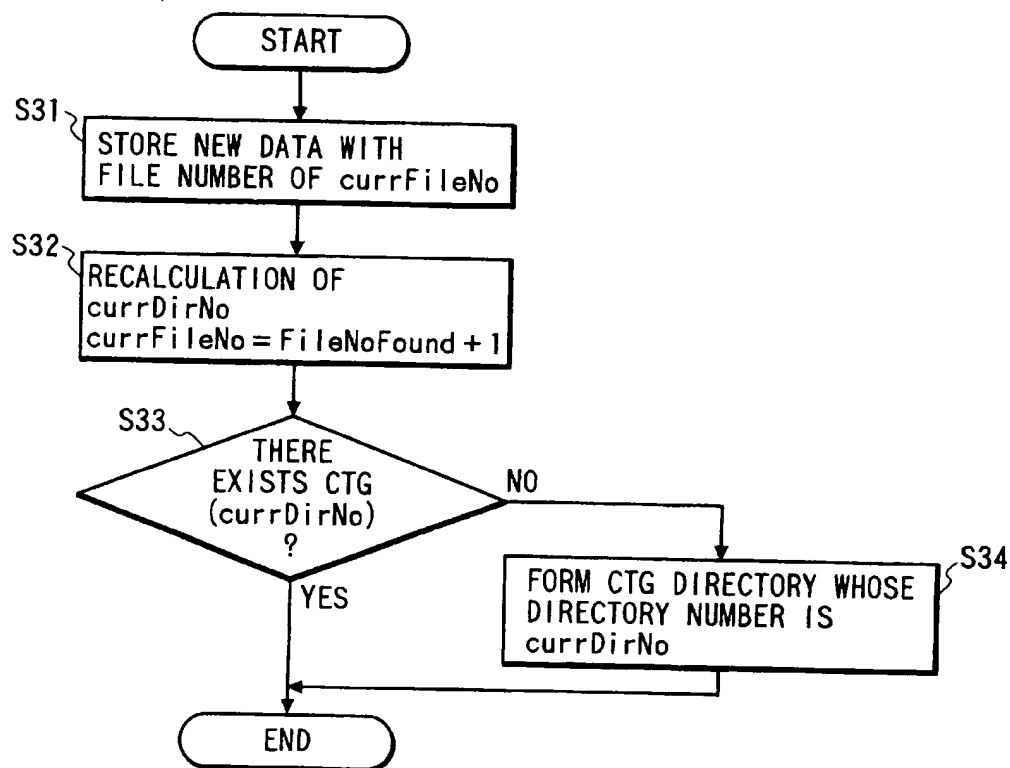 START
S31
STORE NEW DATA WITH
FILE NUMBER OF currFileNo
S32
RECALCULATION OF
currDirNo
currFileNo = FileNoFound + 1
S33
THERE
EXISTS CTG
(currDirNo)
?
NO
YES
S34
FORM CTG DIRECTORY WHOSE
DIRECTORY NUMBER IS
currDirNo
END